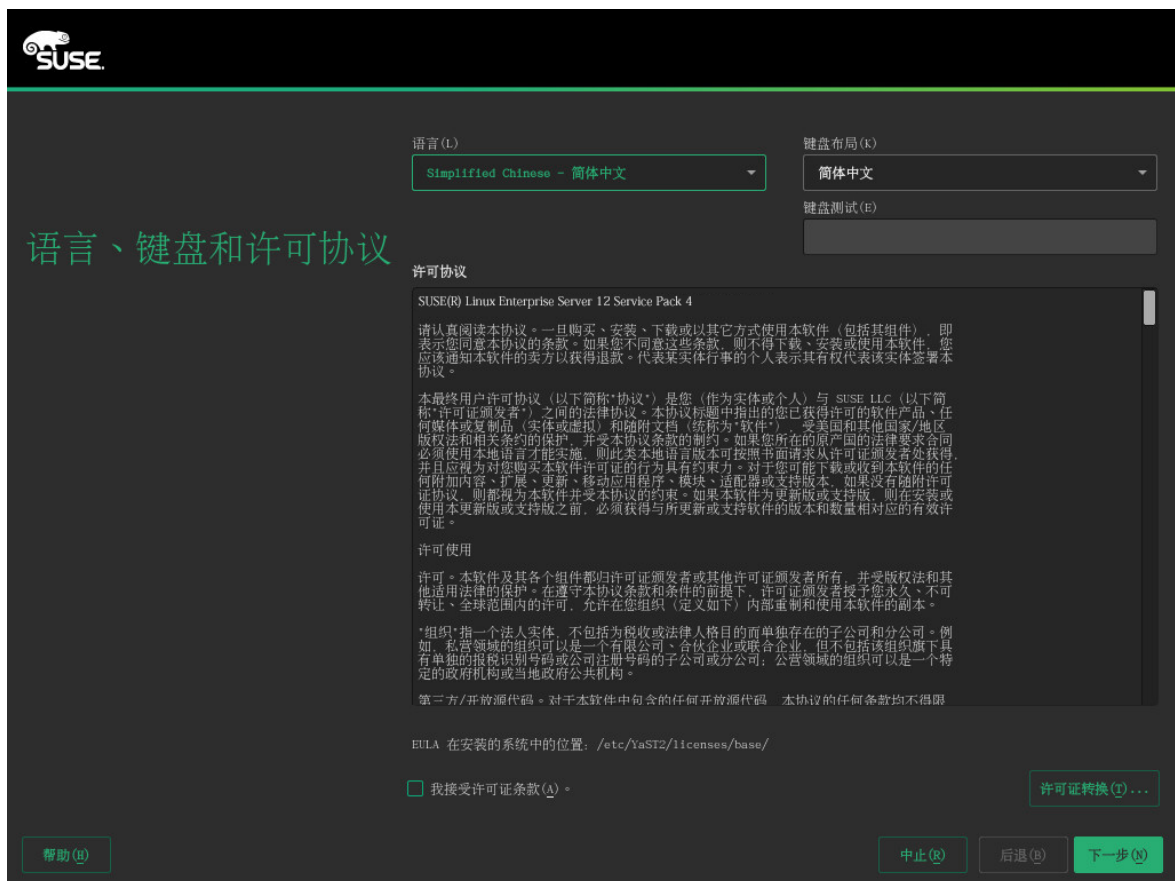 SUSE.
语言(L)
键盘布局(K)
Simplified Chinese - 简体中文
简体中文
键盘测试(E)
语言、键盘和许可协议
许可协议
SUSE(R) Linux Enterprise Server 12 Service Pack 4
请认真阅读本协议。一旦购买、安装、下载或以其它方式使用本软件（包括其组件），即
表示您同意本协议的条款。如果您不同意这些条款，则不得下载、安装或使用本软件，您
应该通知本软件的卖方以获得退款。代表某实体行事的个人表示其有权代表该实体签署本
协议。
本最终用户许可协议（以下简称"协议"）是您（作为实体或个人）与 SUSE LLC（以下简
称"许可证颁发者"）之间的法律协议。本协议标题中指出的您已获得许可的软件产品、任
何媒体或复制品（实体或虚拟）和随附文档（统称为"软件"），受美国和其他国家/地区
版权法和相关条约的保护，并受本协议条款的制约。如果您所在的原产国的法律要求合同
必须使用本地语言才能实施，则此类本地语言版本可按照书面请求从许可证颁发者处获得，
并且应视为对您购买本软件许可证的行为具有约束力。对于您可能下载或收到本软件的任
何附加内容、扩展、更新、移动应用程序、模块、适配器或支持版本，如果没有随附许可
证协议，则都视为本软件并受本协议的约束。如果本软件为更新版或支持版，则在安装或
使用本更新版或支持版之前，必须获得与所更新或支持软件的版本和数量相对应的有效许
可证。
许可使用
许可。本软件及其各个组件都归许可证颁发者或其他许可证颁发者所有，并受版权法和其
他适用法律的保护。在遵守本协议条款和条件的前提下，许可证颁发者授予您永久、不可
转让、全球范围内的许可，允许在您组织（定义如下）内部重制和使用本软件的副本。
"组织"指一个法人实体，不包括为税收或法律人格目的而单独存在的子公司和分公司。例
如，私营领域的组织可以是一个有限公司、合伙企业或联合企业，但不包括该组织旗下具
有单独的报税识别号码或公司注册号码的子公司或分公司；公营领域的组织可以是一个特
定的政府机构或当地政府公共机构。
第三方/开放源代码。对于本软件中包含的任何开放源代码，本协议的任何条款均不得限
EULA 在安装的系统中的位置：/etc/YaST2/licenses/base/
我接受许可证条款(A)。
许可证转换(T)...
帮助(H)
中止(R)
后退(B)
下一步(N)